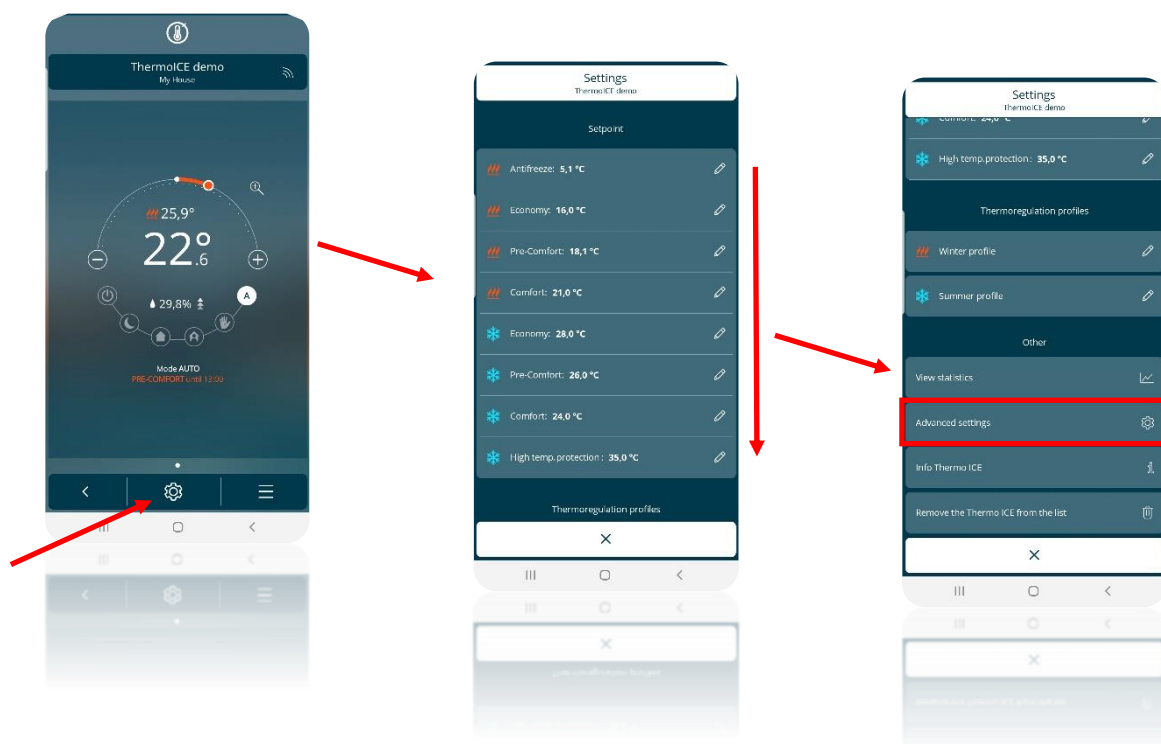 ThermoICE demo
My House
25,9°
22°.6
29,8%
A
Mode AUTO
PRE-COMFORT until 13:00
Settings
ThermoICE demo
Setpoint
Antifreeze: 5,1 °C
Economy: 16,0 °C
Pre-Comfort: 18,1 °C
Comfort: 21,0 °C
Economy: 28,0 °C
Pre-Comfort: 26,0 °C
Comfort: 24,0 °C
High temp.protection : 35,0 °C
Thermoregulation profiles
Settings
ThermoICE demo
Comfort: 24,0 °C
High temp.protection : 35,0 °C
Thermoregulation profiles
Winter profile
Summer profile
Other
View statistics
Advanced settings
Info Thermo ICE
Remove the Thermo ICE from the list